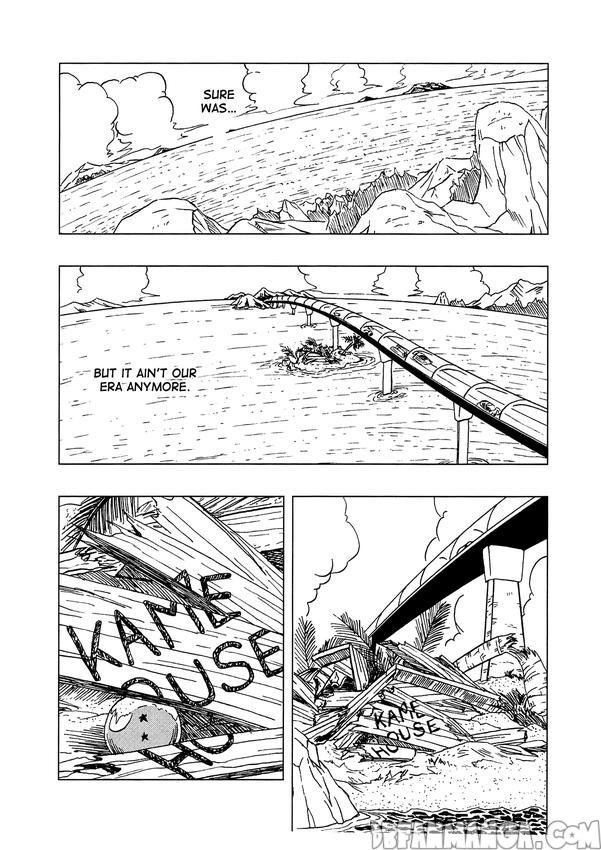 SURE
WAS...
BUT IT AIN'T OUR
ERA ANYMORE.
KAME
HOUSE
KAME
HOUSE
DBFANMANGA.COM